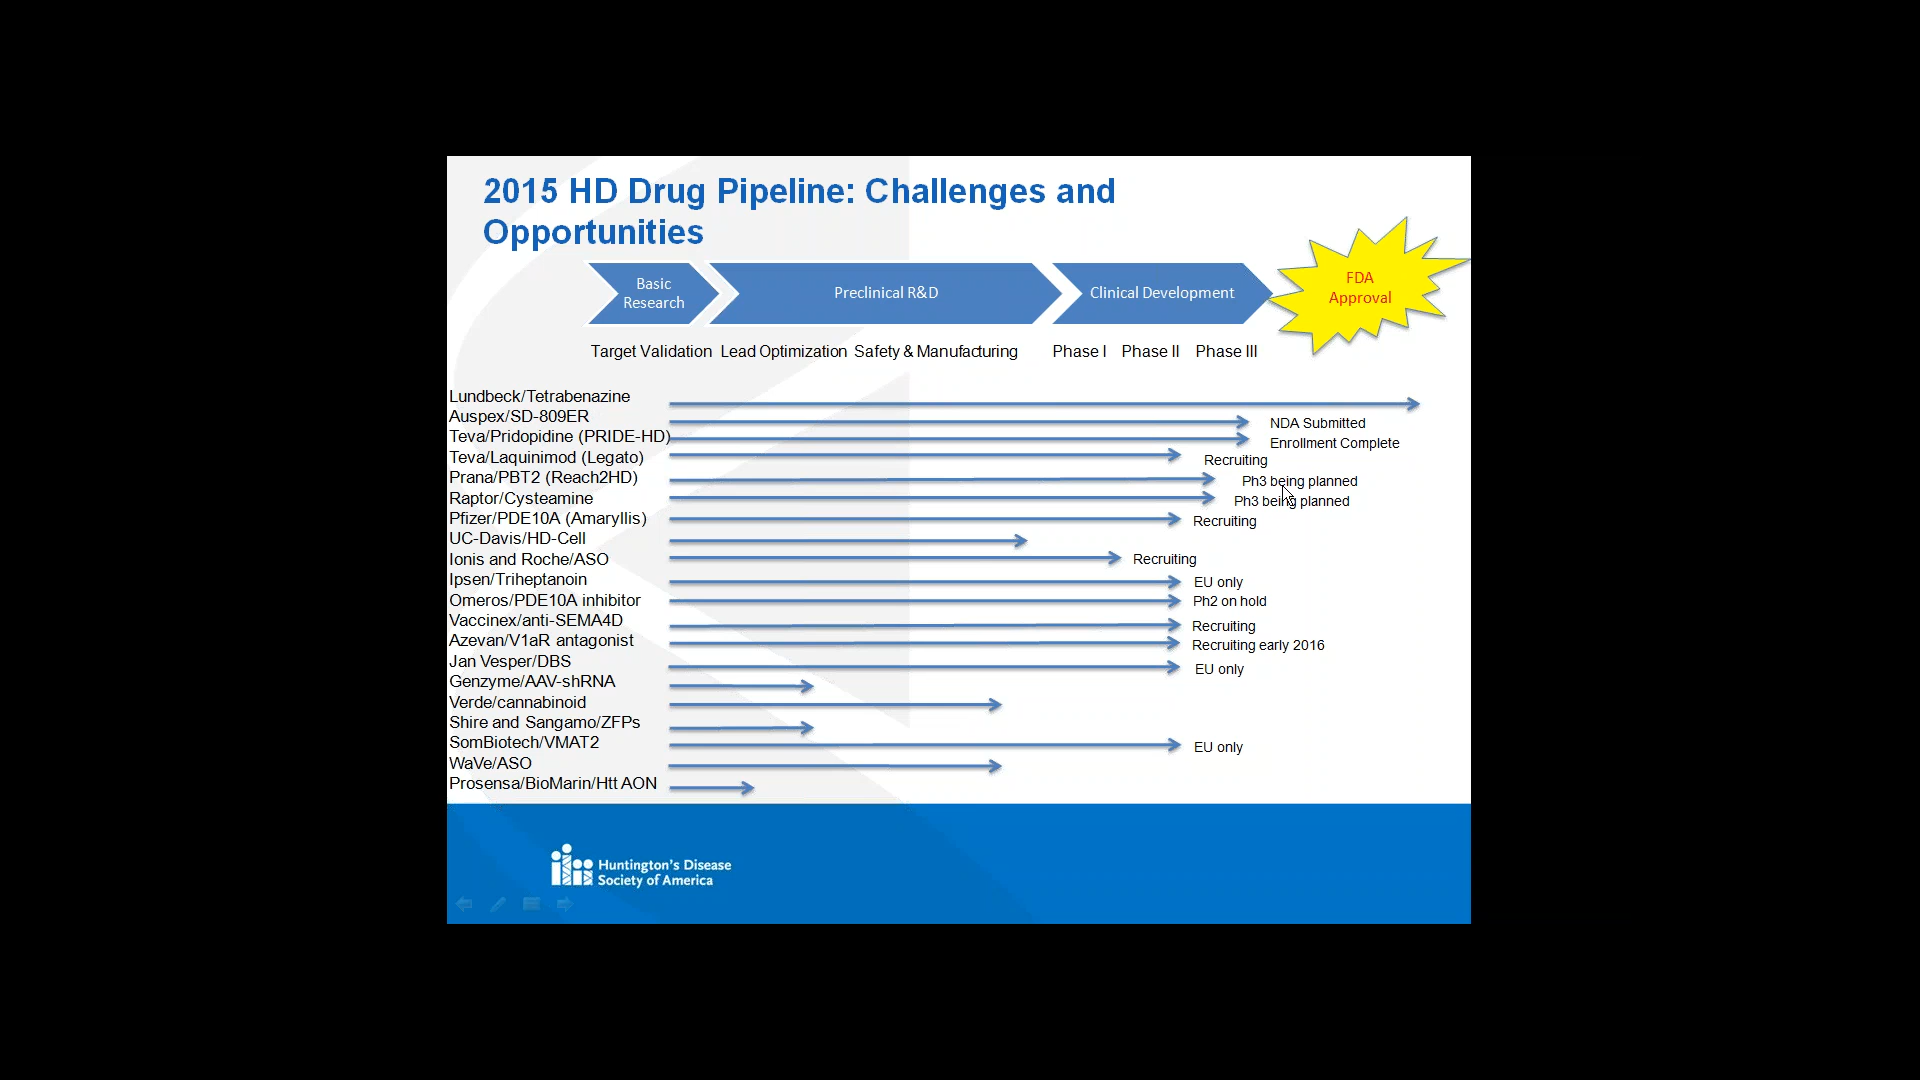 2015 HD Drug Pipeline: Challenges and
Opportunities
Basic
Research
Preclinical R&D
Clinical Development
FDA
Approval
Target Validation Lead Optimization Safety & Manufacturing Phase I Phase II Phase III
Lundbeck/Tetrabenazine
Auspex/SD-809ER NDA Submitted
Teva/Pridopidine (PRIDE-HD) Enrollment Complete
Teva/Laquinimod (Legato) Recruiting
Prana/PBT2 (Reach2HD) Ph3 being planned
Raptor/Cysteamine Ph3 being planned
Pfizer/PDE10A (Amaryllis) Recruiting
UC-Davis/HD-Cell
Ionis and Roche/ASO Recruiting
Ipsen/Triheptanoin EU only
Omeros/PDE10A inhibitor Ph2 on hold
Vaccinex/anti-SEMA4D Recruiting
Azevan/V1aR antagonist Recruiting early 2016
Jan Vesper/DBS EU only
Genzyme/AAV-shRNA
Verde/cannabinoid
Shire and Sangamo/ZFPs
SomBiotech/VMAT2 EU only
WaVe/ASO
Prosensa/BioMarin/Htt AON
Huntington's Disease
Society of America